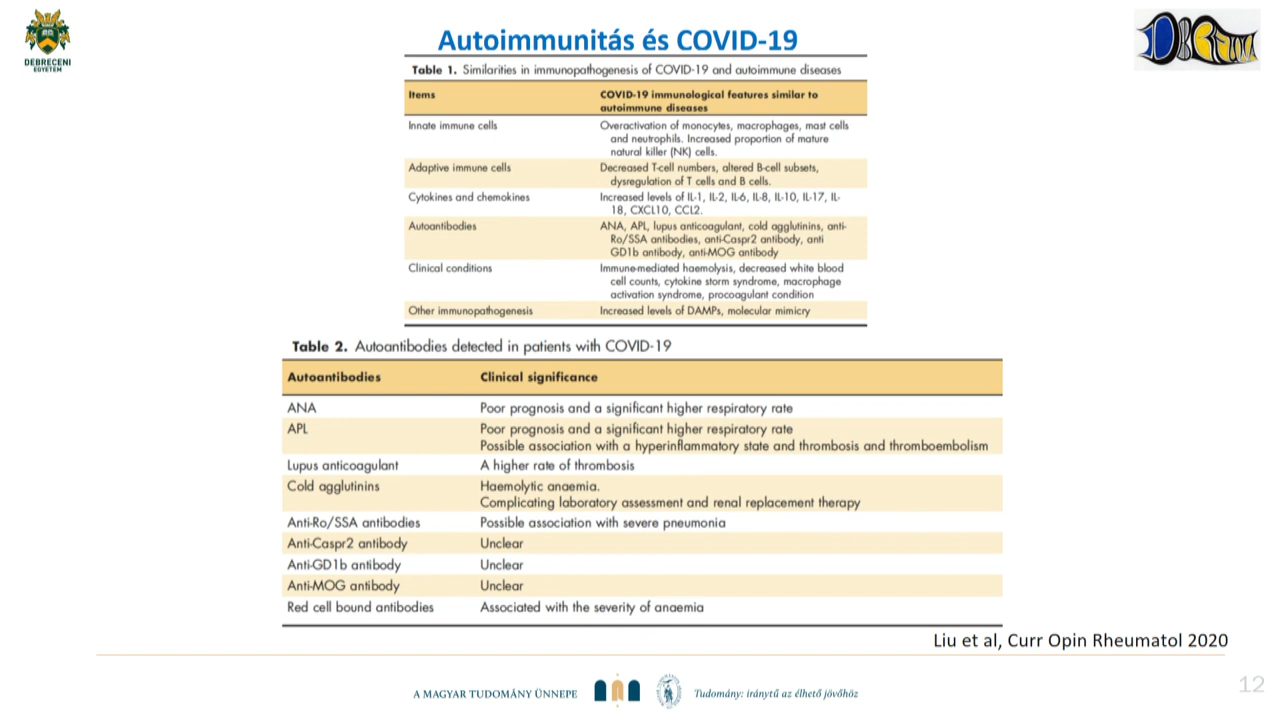 DEBRECENI
EGYETEM
Autoimmunitás és COVID-19
Table 1. Similarities in immunopathogenesis of COVID-19 and autoimmune diseases
Items COVID-19 immunological features similar to
autoimmune diseases
Innate immune cells Overactivation of monocytes, macrophages, mast cells
and neutrophils. Increased proportion of mature
natural killer (NK) cells.
Adaptive immune cells Decreased T-cell numbers, altered B-cell subsets,
dysregulation of T cells and B cells.
Cytokines and chemokines Increased levels of IL-1, IL-2, IL-6, IL-8, IL-10, IL-17, IL-
18, CXCL10, CCL2.
Autoantibodies ANA, APL, lupus anticoagulant, cold agglutinins, anti-
Ro/SSA antibodies, anti-Caspr2 antibody, anti
GD1b antibody, anti-MOG antibody
Clinical conditions Immune-mediated haemolysis, decreased white blood
cell counts, cytokine storm syndrome, macrophage
activation syndrome, procoagulant condition
Other immunopathogenesis Increased levels of DAMPs, molecular mimicry
Table 2. Autoantibodies detected in patients with COVID-19
Autoantibodies Clinical significance
ANA Poor prognosis and a significant higher respiratory rate
APL Poor prognosis and a significant higher respiratory rate
Possible association with a hyperinflammatory state and thrombosis and thromboembolism
Lupus anticoagulant A higher rate of thrombosis
Cold agglutinins Haemolytic anaemia.
Complicating laboratory assessment and renal replacement therapy
Anti-Ro/SSA antibodies Possible association with severe pneumonia
Anti-Caspr2 antibody Unclear
Anti-GD1b antibody Unclear
Anti-MOG antibody Unclear
Red cell bound antibodies Associated with the severity of anaemia
Liu et al, Curr Opin Rheumatol 2020
A MAGYAR TUDOMÁNY ÜNNEPE
Tudomány: iránytű az élhető jövőhöz
12